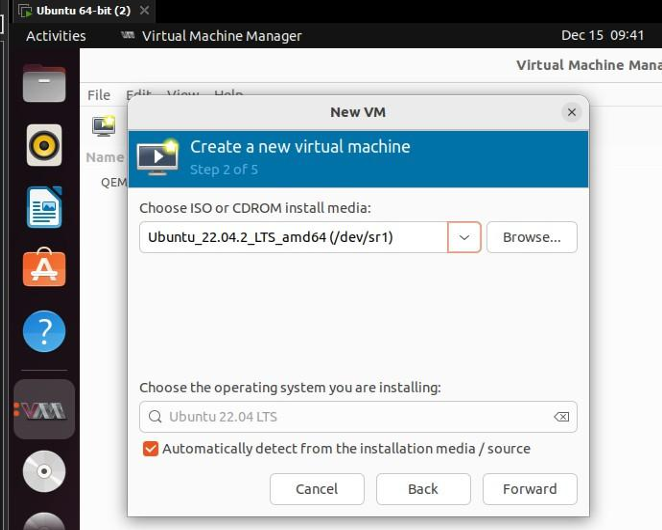 Ubuntu 64-bit (2)
Activities Virtual Machine Manager Dec 15 09:41
Virtual Machine
File Edit View Help
New VM
Create a new virtual machine
Step 2 of 5
Name
QEM
Choose ISO or CDROM install media:
Ubuntu_22.04.2_LTS_amd64 (/dev/sr1) Browse...
Choose the operating system you are installing:
Ubuntu 22.04 LTS
Automatically detect from the installation media / source
Cancel Back Forward